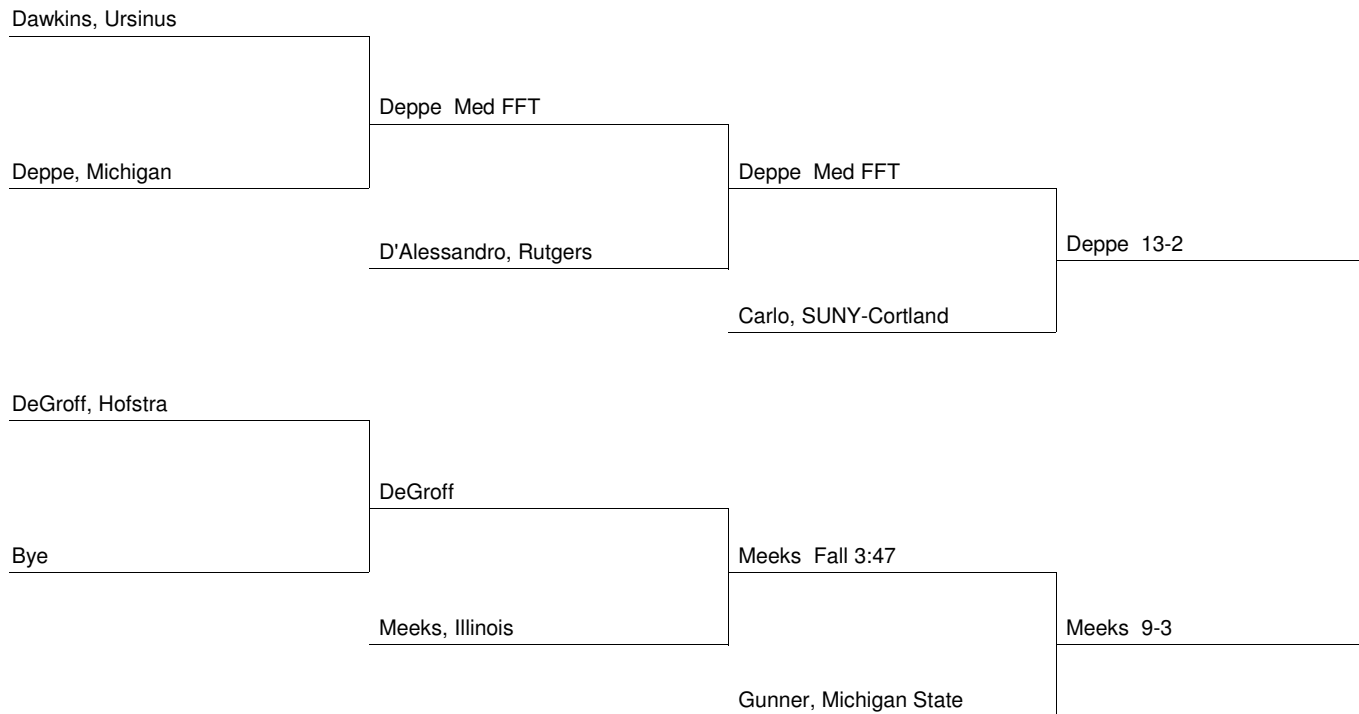 Dawkins, Ursinus
Deppe  Med FFT
Deppe, Michigan
Deppe  Med FFT
D'Alessandro, Rutgers
Deppe  13-2
Carlo, SUNY-Cortland
DeGroff, Hofstra
DeGroff
Bye
Meeks  Fall 3:47
Meeks, Illinois
Meeks  9-3
Gunner, Michigan State